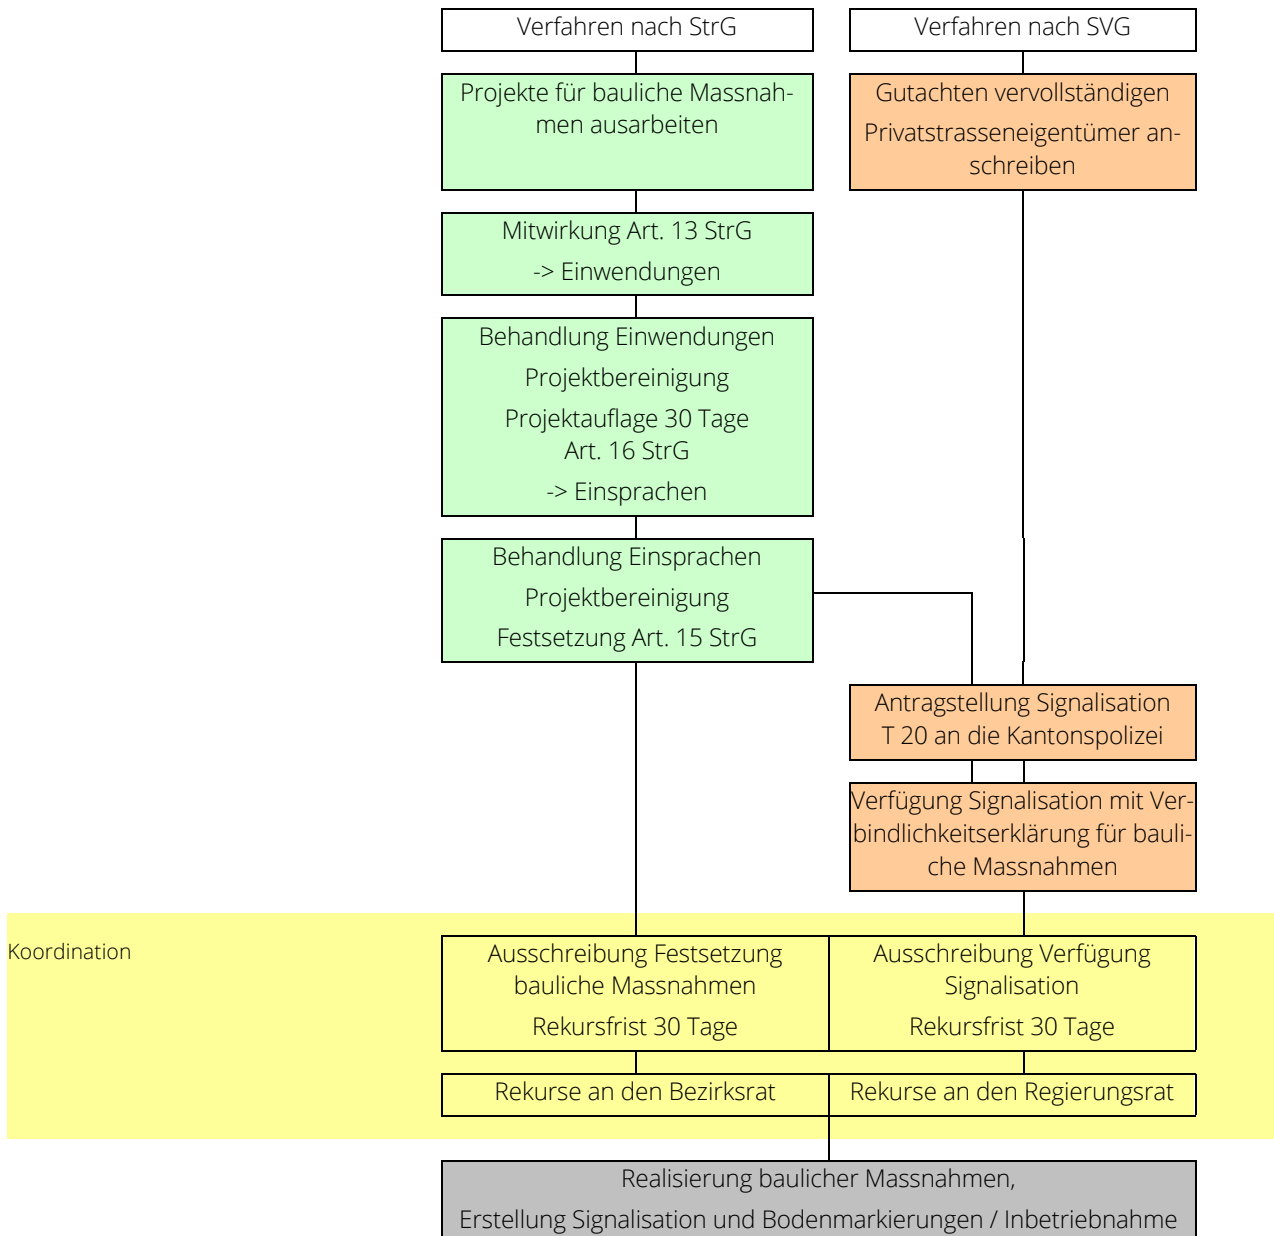 Verfahren nach StrG
Verfahren nach SVG
Projekte für bauliche Massnah-
men ausarbeiten
Gutachten vervollständigen
Privatstrasseneigentümer an-
schreiben
Mitwirkung Art. 13 StrG
-> Einwendungen
Behandlung Einwendungen
Projektbereinigung
Projektauflage 30 Tage
Art. 16 StrG
-> Einsprachen
Behandlung Einsprachen
Projektbereinigung
Festsetzung Art. 15 StrG
Antragstellung Signalisation
T 20 an die Kantonspolizei
Verfügung Signalisation mit Ver-
bindlichkeitserklärung für bauli-
che Massnahmen
Koordination
Ausschreibung Festsetzung
bauliche Massnahmen
Rekursfrist 30 Tage
Ausschreibung Verfügung
Signalisation
Rekursfrist 30 Tage
Rekurse an den Bezirksrat
Rekurse an den Regierungsrat
Realisierung baulicher Massnahmen,
Erstellung Signalisation und Bodenmarkierungen / Inbetriebnahme